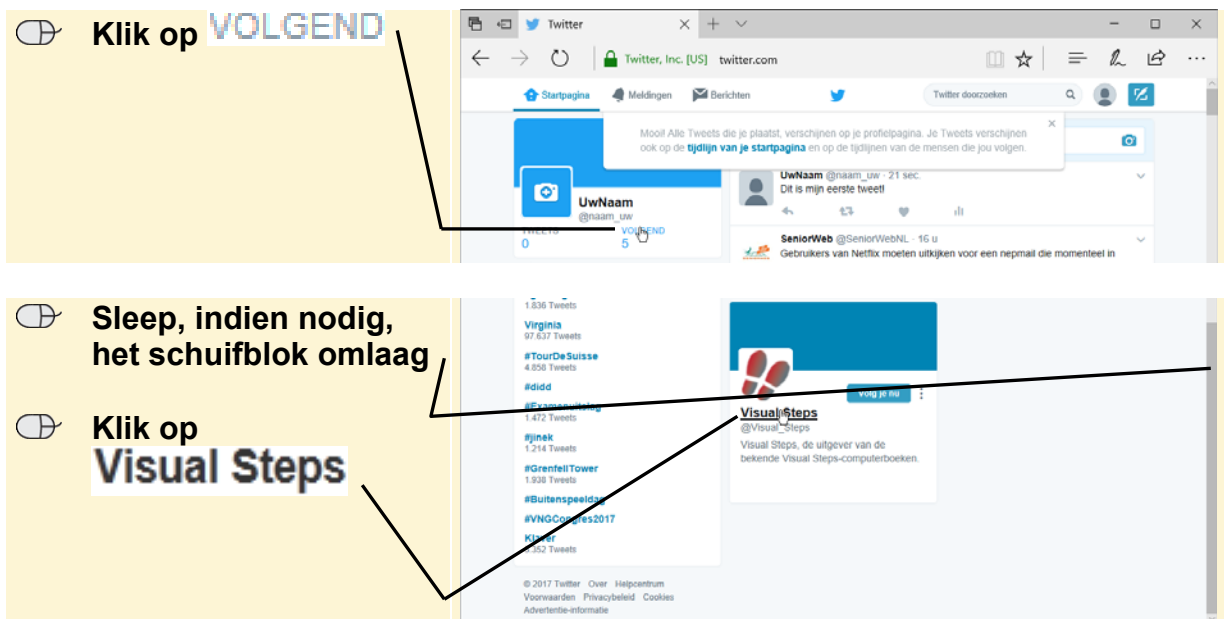 Klik op VOLGEND
Twitter
Twitter, Inc. [US] twitter.com
Startpagina Meldingen Berichten Twitter doorzoeken
Mooi! Alle Tweets die je plaatst, verschijnen op je profielpagina. Je Tweets verschijnen
ook op de tijdlijn van je startpagina en op de tijdlijnen van de mensen die jou volgen.
UwNaam
@naam_uw
TWEETS VOLGEND
0 5
UwNaam @naam_uw · 21 sec.
Dit is mijn eerste tweet!
SeniorWeb @SeniorWebNL · 16 u
Gebruikers van Netflix moeten uitkijken voor een nepmail die momenteel in
Sleep, indien nodig,
het schuifblok omlaag
Klik op
Visual Steps
1.836 Tweets
Virginia
97.637 Tweets
#TourDeSuisse
4.858 Tweets
#didd
#Examenuitslag
1.472 Tweets
#jinek
1.214 Tweets
#GrenfellTower
1.938 Tweets
#Buitenspeeldag
#VNGCongres2017
Klaver
352 Tweets
© 2017 Twitter Over Helpcentrum
Voorwaarden Privacybeleid Cookies
Advertentie-informatie
Volg je nu
Visual Steps
@Visual_Steps
Visual Steps, de uitgever van de
bekende Visual Steps-computerboeken.